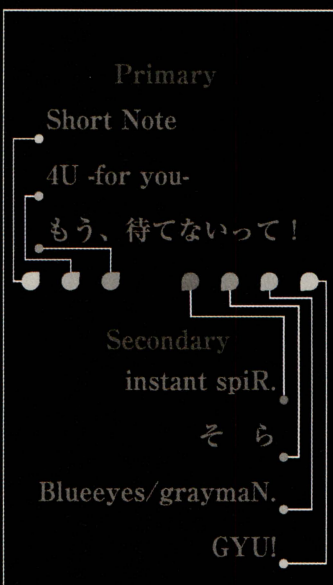 Primary
Short Note
4U -for you-
もう、待てないって！
Secondary
instant spiR.
そ ら
Blueeyes/graymaN.
GYU!